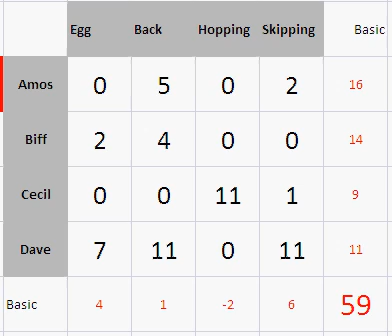 Egg Back Hopping Skipping Basic
Amos 0 5 0 2 16
Biff 2 4 0 0 14
Cecil 0 0 11 1 9
Dave 7 11 0 11 11
Basic 4 1 -2 6 59